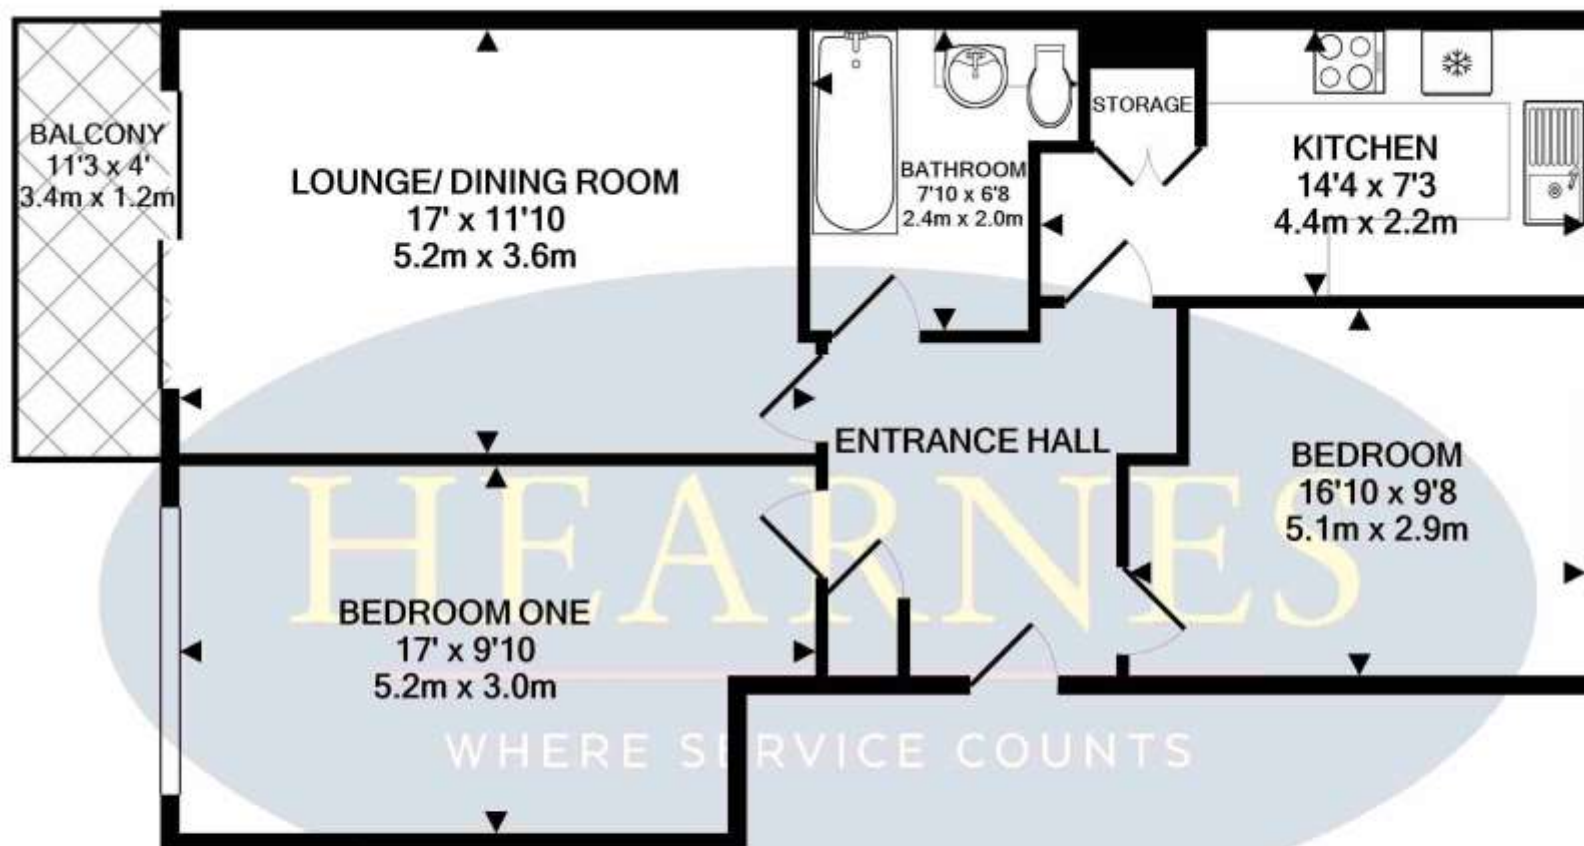 BALCONY
11'3 x 4'
3.4m x 1.2m
LOUNGE/ DINING ROOM
17' x 11'10
5.2m x 3.6m
BATHROOM
7'10 x 6'8
2.4m x 2.0m
STORAGE
KITCHEN
14'4 x 7'3
4.4m x 2.2m
ENTRANCE HALL
BEDROOM
16'10 x 9'8
5.1m x 2.9m
HEARNES
BEDROOM ONE
17' x 9'10
5.2m x 3.0m
WHERE SERVICE COUNTS